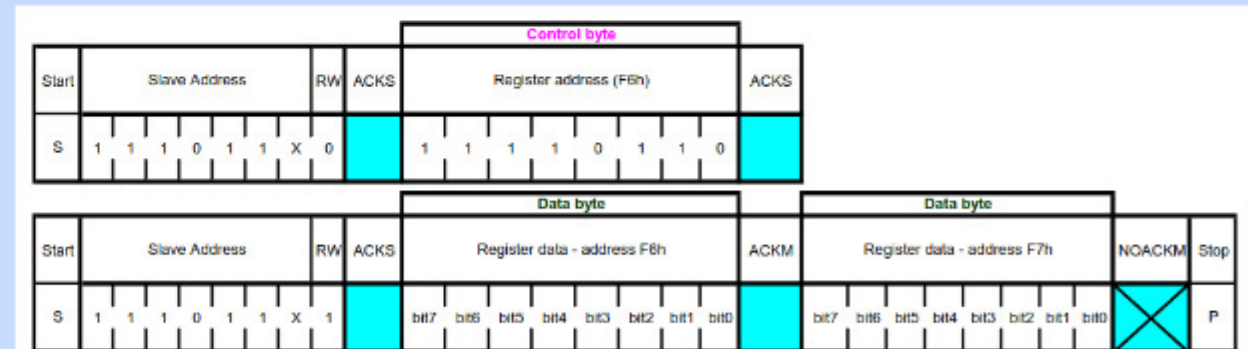 Control byte
Start Slave Address RW ACKS Register address (F6h) ACKS
S 1 1 1 0 1 1 X 0 1 1 1 1 0 1 1 0
Data byte Data byte
Start Slave Address RW ACKS Register data - address F6h ACKM Register data - address F7h NOACKM Stop
S 1 1 1 0 1 1 X 1 bit7 bit6 bit5 bit4 bit3 bit2 bit1 bit0 bit7 bit6 bit5 bit4 bit3 bit2 bit1 bit0 P